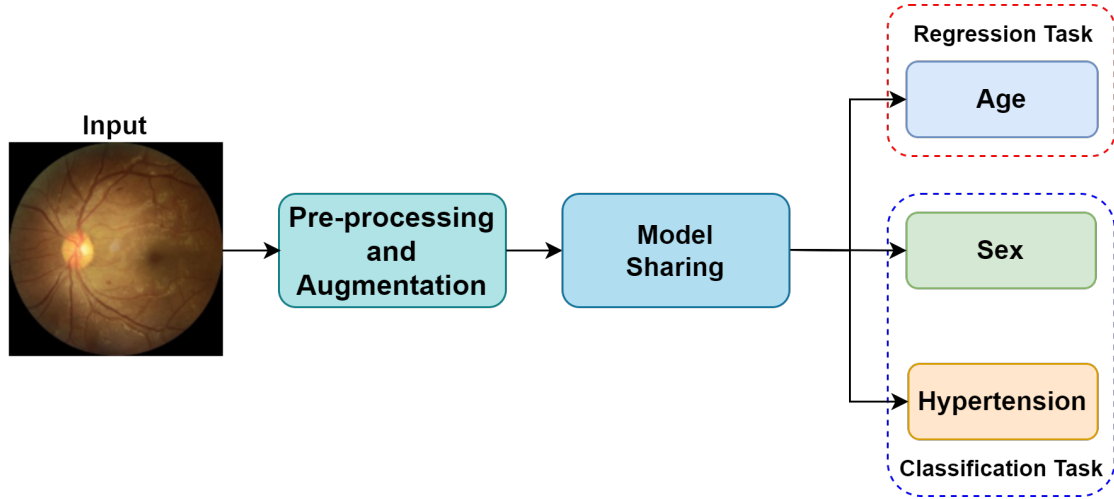 Input
Pre-processing
and
Augmentation
Model
Sharing
Regression Task
Age
Sex
Hypertension
Classification Task